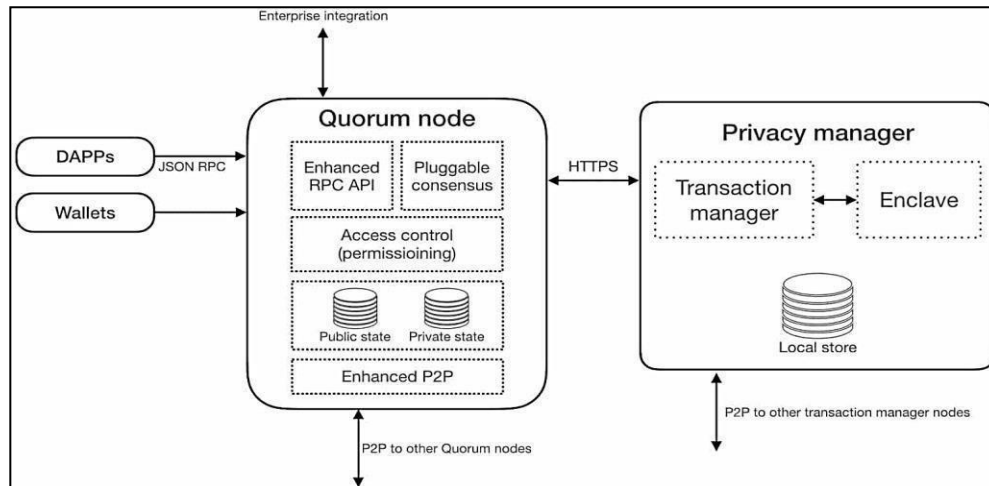 Enterprise integration
Quorum node
Privacy manager
DAPPs
JSON RPC
Wallets
Enhanced
RPC API
Pluggable
consensus
HTTPS
Transaction
manager
Enclave
Access control
(permissioining)
Public state
Private state
Local store
Enhanced P2P
P2P to other Quorum nodes
P2P to other transaction manager nodes